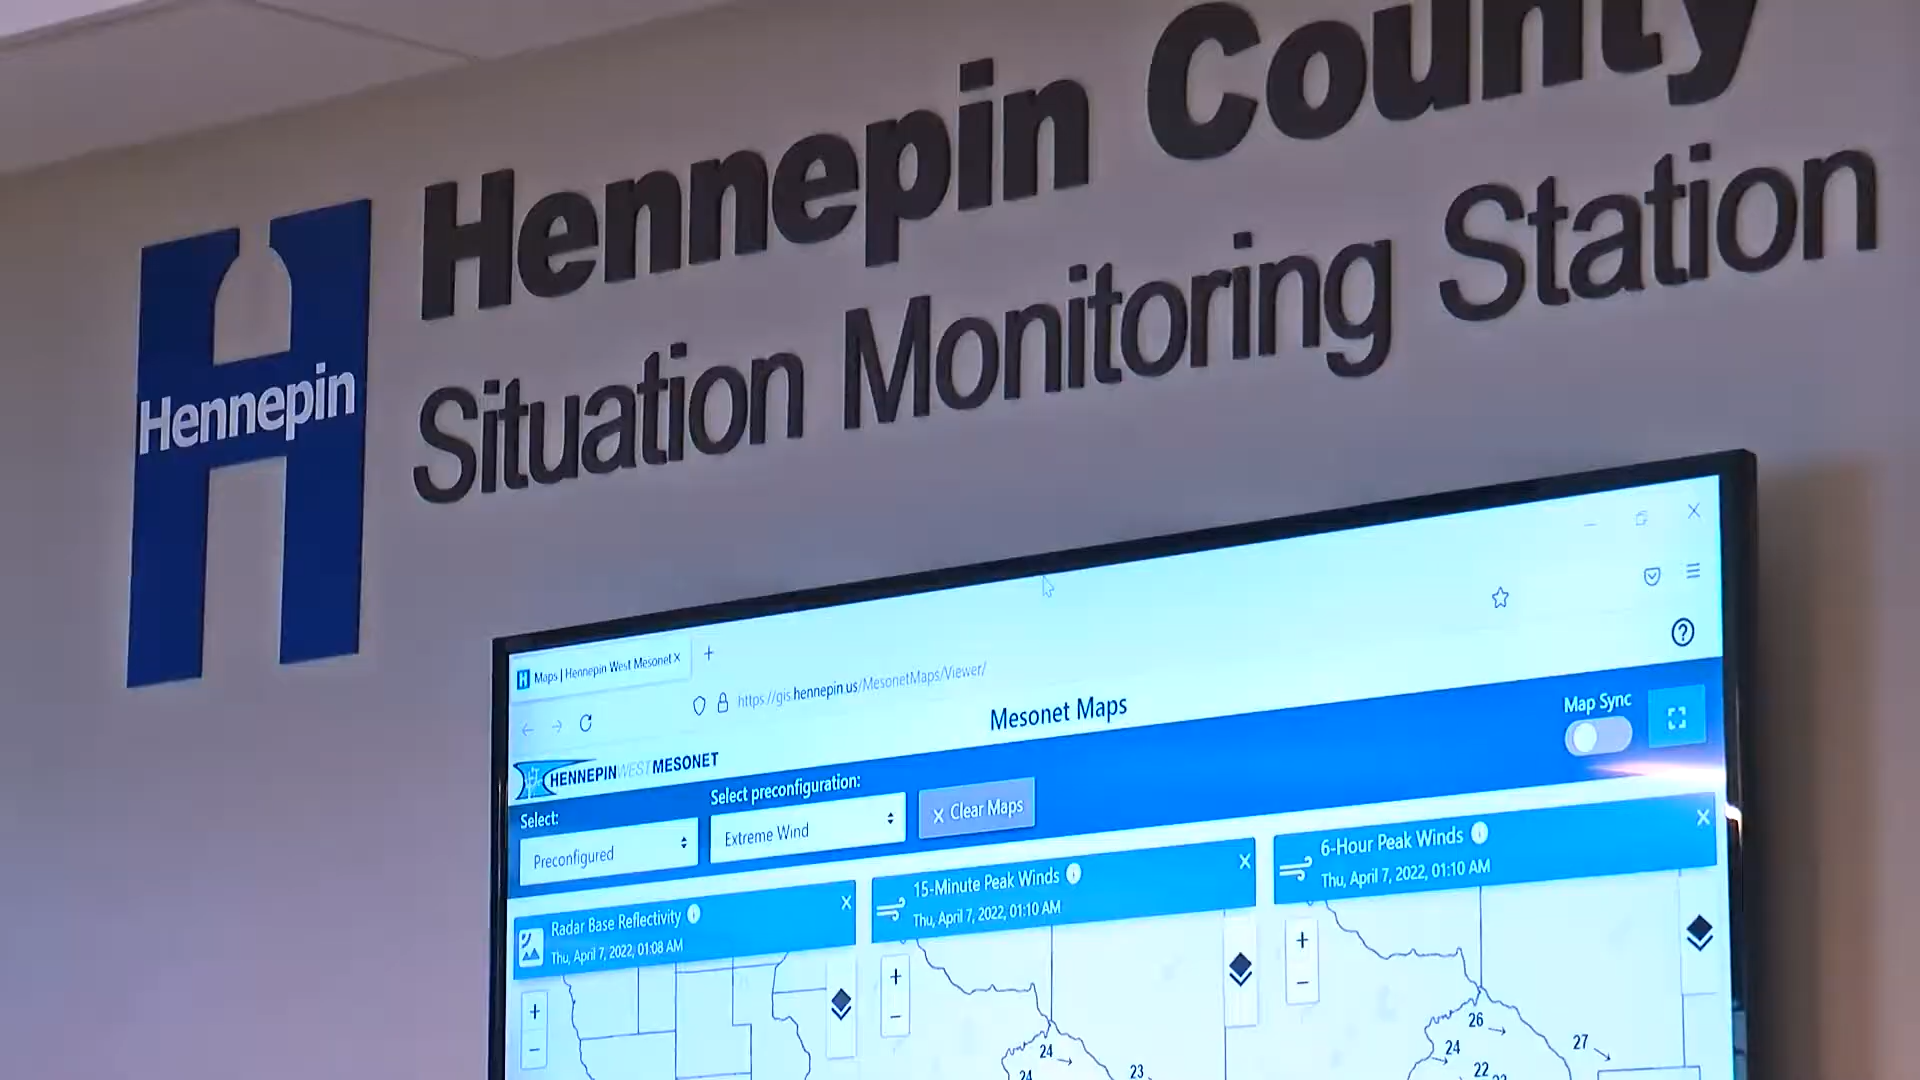 Hennepin County
Situation Monitoring Station
Hennepin
Maps | Hennepin West Mesonet
https://gis.hennepin.us/MesonetMaps/Viewer/
Mesonet Maps
HENNEPINWESTMESONET
Map Sync
Select:
Preconfigured
Select preconfiguration:
Extreme Wind
Clear Maps
Radar Base Reflectivity
Thu, April 7, 2022, 01:08 AM
15-Minute Peak Winds
Thu, April 7, 2022, 01:10 AM
6-Hour Peak Winds
Thu, April 7, 2022, 01:10 AM
24
24
23
26
24
22
27